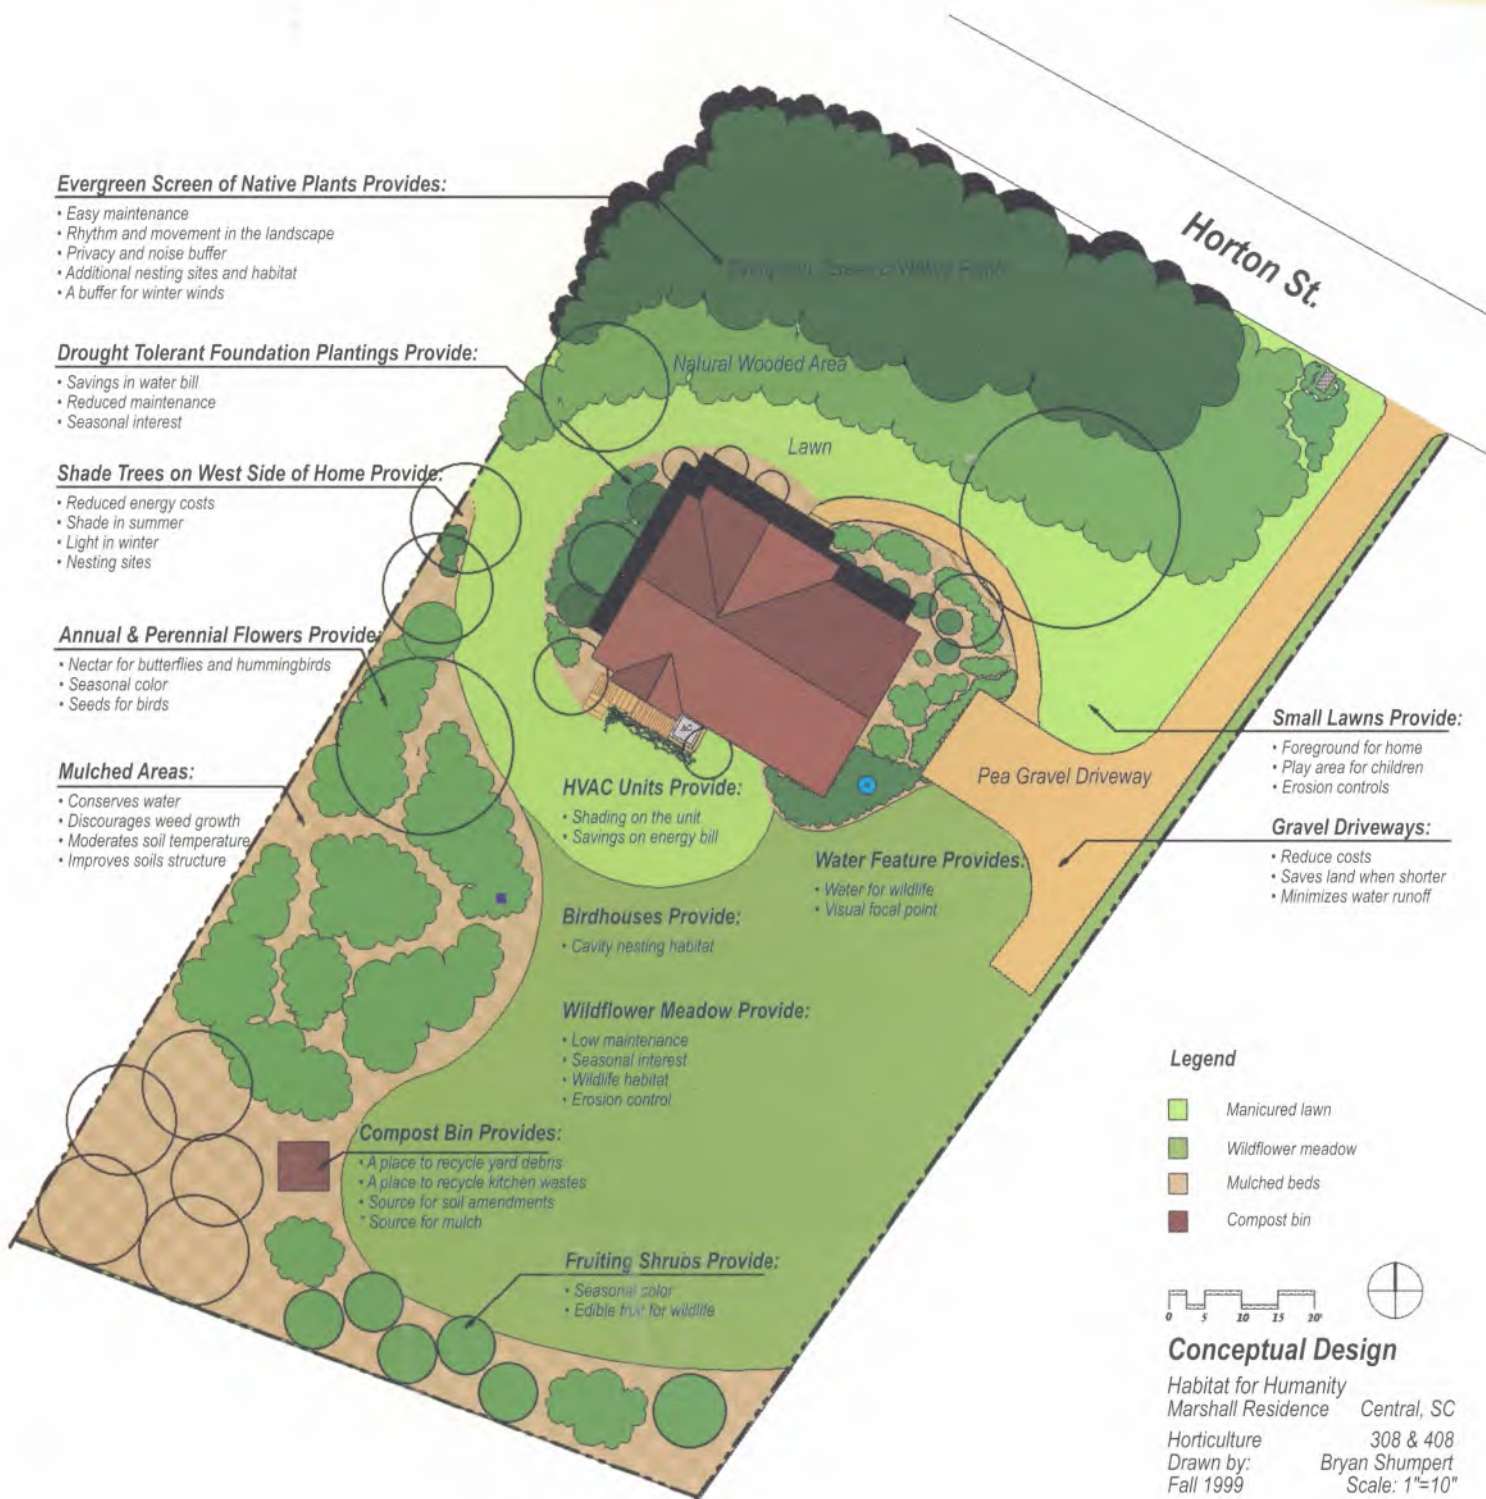 Horton St.
Evergreen Screen of Native Plants Provides:
• Easy maintenance
• Rhythm and movement in the landscape
• Privacy and noise buffer
• Additional nesting sites and habitat
• A buffer for winter winds
Evergreen Screen of Native Plants
Natural Wooded Area
Lawn
Drought Tolerant Foundation Plantings Provide:
• Savings in water bill
• Reduced maintenance
• Seasonal interest
Shade Trees on West Side of Home Provide:
• Reduced energy costs
• Shade in summer
• Light in winter
• Nesting sites
Annual & Perennial Flowers Provide:
• Nectar for butterflies and hummingbirds
• Seasonal color
• Seeds for birds
Mulched Areas:
• Conserves water
• Discourages weed growth
• Moderates soil temperature
• Improves soils structure
HVAC Units Provide:
• Shading on the unit
• Savings on energy bill
Pea Gravel Driveway
Small Lawns Provide:
• Foreground for home
• Play area for children
• Erosion controls
Gravel Driveways:
• Reduce costs
• Saves land when shorter
• Minimizes water runoff
Water Feature Provides:
• Weter for wildlife
• Visual focal point
Birdhouses Provide:
• Cavity nesting habitat
Wildflower Meadow Provide:
• Low maintenance
• Seasonal interest
• Wildlife habitat
• Erosion control
Compost Bin Provides:
• A place to recycle yard debris
• A place to recycle kitchen wastes
• Source for soil amendments
* Source for mulch
Fruiting Shrubs Provide:
• Seasonal color
• Edible fruit for wildlife
Legend
Manicured lawn
Wildflower meadow
Mulched beds
Compost bin
0 5 10 15 20'
Conceptual Design
Habitat for Humanity
Marshall Residence Central, SC
Horticulture 308 & 408
Drawn by: Bryan Shumpert
Fall 1999 Scale: 1"=10"